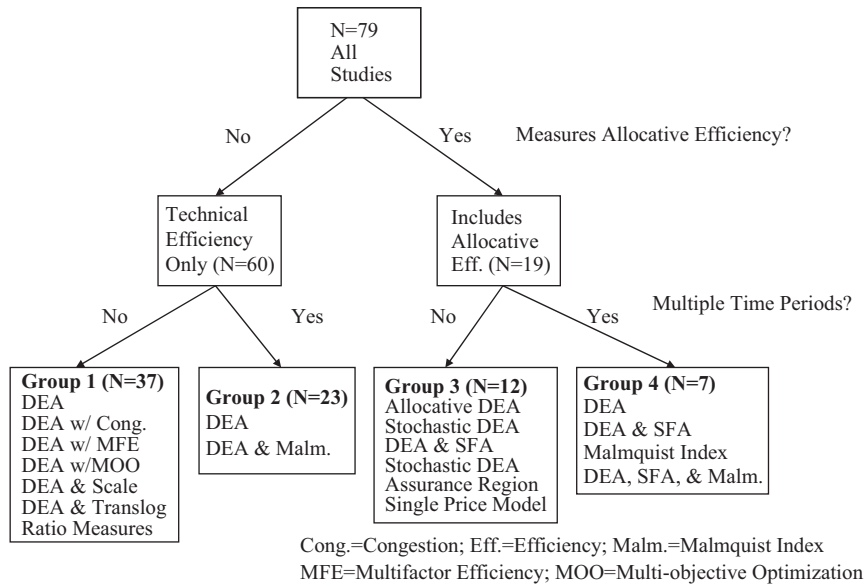 N=79
All
Studies
No
Yes
Measures Allocative Efficiency?
Technical
Efficiency
Only (N=60)
Includes
Allocative
Eff. (N=19)
No
Yes
No
Yes
Multiple Time Periods?
Group 1 (N=37)
DEA
DEA w/ Cong.
DEA w/ MFE
DEA w/MOO
DEA & Scale
DEA & Translog
Ratio Measures
Group 2 (N=23)
DEA
DEA & Malm.
Group 3 (N=12)
Allocative DEA
Stochastic DEA
DEA & SFA
Stochastic DEA
Assurance Region
Single Price Model
Group 4 (N=7)
DEA
DEA & SFA
Malmquist Index
DEA, SFA, & Malm.
Cong.=Congestion; Eff.=Efficiency; Malm.=Malmquist Index
MFE=Multifactor Efficiency; MOO=Multi-objective Optimization